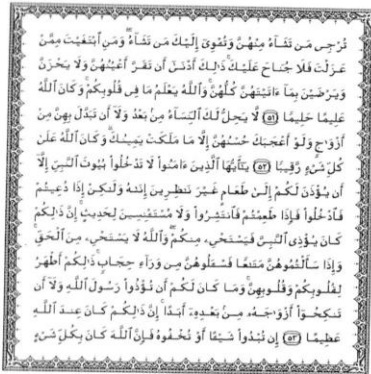 تُرْجِى مَن تَشَآءُ مِنْهُنَّ وَتُـْٔوِىٓ إِلَيْكَ مَن تَشَآءُ ۖ وَمَنِ ٱبْتَغَيْتَ مِمَّنْ
عَزَلْتَ فَلَا جُنَاحَ عَلَيْكَ ۚ ذَٰلِكَ أَدْنَىٰٓ أَن تَقَرَّ أَعْيُنُهُنَّ وَلَا يَحْزَنَّ
وَيَرْضَيْنَ بِمَآ ءَاتَيْتَهُنَّ كُلُّهُنَّ ۚ وَٱللَّهُ يَعْلَمُ مَا فِى قُلُوبِكُمْ ۚ وَكَانَ ٱللَّهُ
عَلِيمًا حَلِيمًا ﴿٥١﴾ لَّا يَحِلُّ لَكَ ٱلنِّسَآءُ مِنۢ بَعْدُ وَلَآ أَن تَبَدَّلَ بِهِنَّ مِنْ
أَزْوَٰجٍ وَلَوْ أَعْجَبَكَ حُسْنُهُنَّ إِلَّا مَا مَلَكَتْ يَمِينُكَ ۗ وَكَانَ ٱللَّهُ عَلَىٰ
كُلِّ شَىْءٍ رَّقِيبًا ﴿٥٢﴾ يَـٰٓأَيُّهَا ٱلَّذِينَ ءَامَنُوا۟ لَا تَدْخُلُوا۟ بُيُوتَ ٱلنَّبِىِّ إِلَّآ
أَن يُؤْذَنَ لَكُمْ إِلَىٰ طَعَامٍ غَيْرَ نَـٰظِرِينَ إِنَىٰهُ وَلَـٰكِنْ إِذَا دُعِيتُمْ
فَٱدْخُلُوا۟ فَإِذَا طَعِمْتُمْ فَٱنتَشِرُوا۟ وَلَا مُسْتَـْٔنِسِينَ لِحَدِيثٍ ۚ إِنَّ ذَٰلِكُمْ
كَانَ يُؤْذِى ٱلنَّبِىَّ فَيَسْتَحْىِۦ مِنكُمْ ۖ وَٱللَّهُ لَا يَسْتَحْىِۦ مِنَ ٱلْحَقِّ ۚ
وَإِذَا سَأَلْتُمُوهُنَّ مَتَـٰعًا فَسْـَٔلُوهُنَّ مِن وَرَآءِ حِجَابٍ ۚ ذَٰلِكُمْ أَطْهَرُ
لِقُلُوبِكُمْ وَقُلُوبِهِنَّ ۚ وَمَا كَانَ لَكُمْ أَن تُؤْذُوا۟ رَسُولَ ٱللَّهِ وَلَآ أَن
تَنكِحُوٓا۟ أَزْوَٰجَهُۥ مِنۢ بَعْدِهِۦٓ أَبَدًا ۚ إِنَّ ذَٰلِكُمْ كَانَ عِندَ ٱللَّهِ
عَظِيمًا ﴿٥٣﴾ إِن تُبْدُوا۟ شَيْـًٔا أَوْ تُخْفُوهُ فَإِنَّ ٱللَّهَ كَانَ بِكُلِّ شَىْءٍ